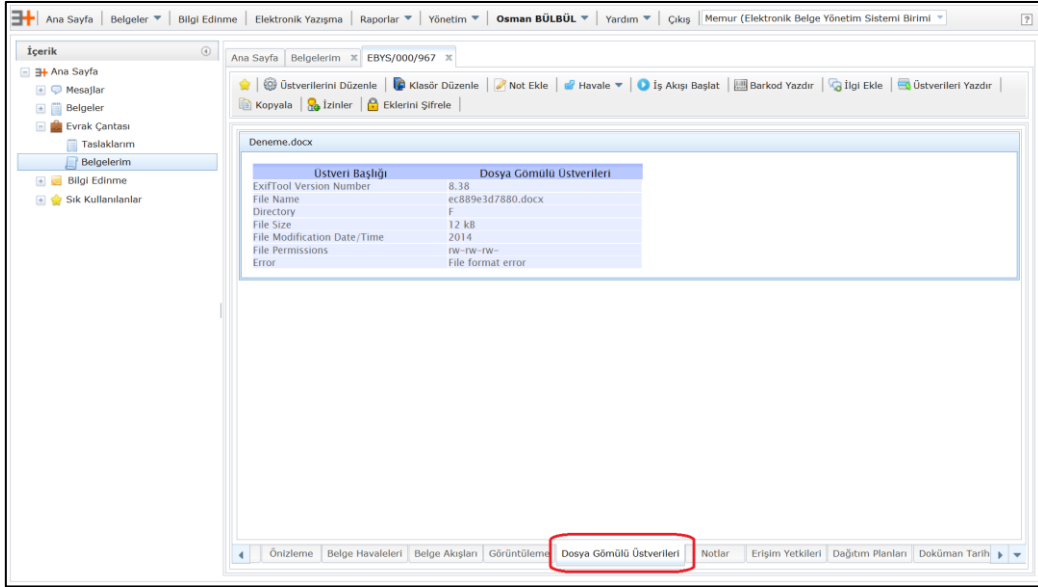 Ana Sayfa Belgeler Bilgi Edinme Elektronik Yazışma Raporlar Yönetim Osman BÜLBÜL Yardım Çıkış Memur (Elektronik Belge Yönetim Sistemi Birimi ?
İçerik
Ana Sayfa
Mesajlar
Belgeler
Evrak Çantası
Taslaklarım
Belgelerim
Bilgi Edinme
Sık Kullanılanlar
Ana Sayfa Belgelerim x EBYS/000/967 x
Üstverilerini Düzenle Klasör Düzenle Not Ekle Havale İş Akışı Başlat Barkod Yazdır İlgi Ekle Üstverileri Yazdır
Kopyala İzinler Eklerini Şifrele
Deneme.docx
Üstveri Başlığı Dosya Gömülü Üstverileri
ExifTool Version Number 8.38
File Name ec889e3d7880.docx
Directory F
File Size 12 kB
File Modification Date/Time 2014
File Permissions rw-rw-rw-
Error File format error
Önizleme Belge Havaleleri Belge Akışları Görüntüleme Dosya Gömülü Üstverileri Notlar Erişim Yetkileri Dağıtım Planları Doküman Tarih